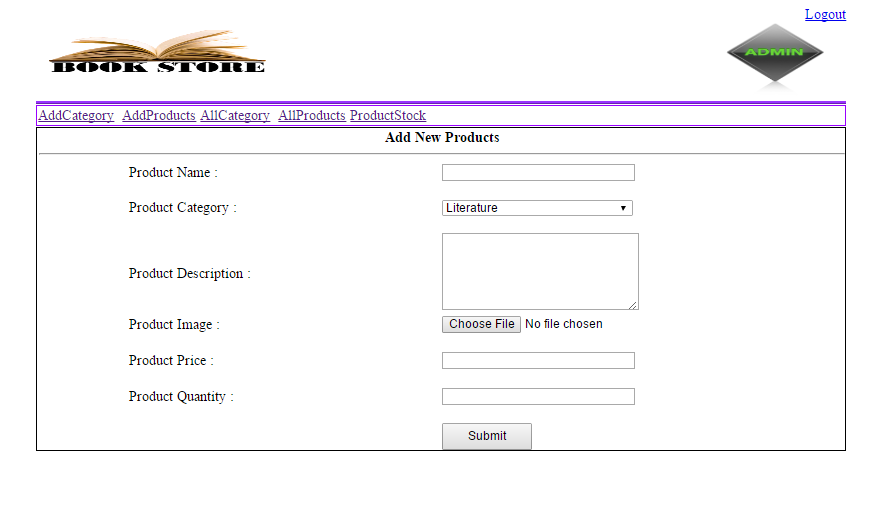 Logout
BOOK STORE
ADMIN
AddCategory AddProducts AllCategory AllProducts ProductStock
Add New Products
Product Name :
Product Category : Literature
Product Description :
Product Image : Choose File No file chosen
Product Price :
Product Quantity :
Submit